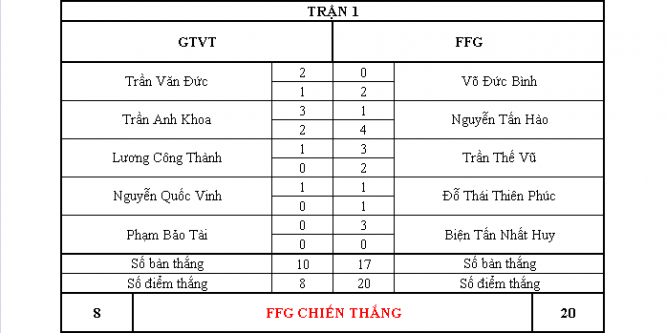 TRẬN 1
GTVT FFG
Trần Văn Đức 2 0 Võ Đức Bình
1 2
Trần Anh Khoa 3 1 Nguyễn Tấn Hào
2 4
Lương Công Thành 1 3 Trần Thế Vũ
0 2
Nguyễn Quốc Vinh 1 1 Đỗ Thái Thiên Phúc
0 1
Phạm Bảo Tài 0 3 Biện Tấn Nhất Huy
0 0
Số bàn thắng 10 17 Số bàn thắng
Số điểm thắng 8 20 Số điểm thắng
8 FFG CHIẾN THẮNG 20